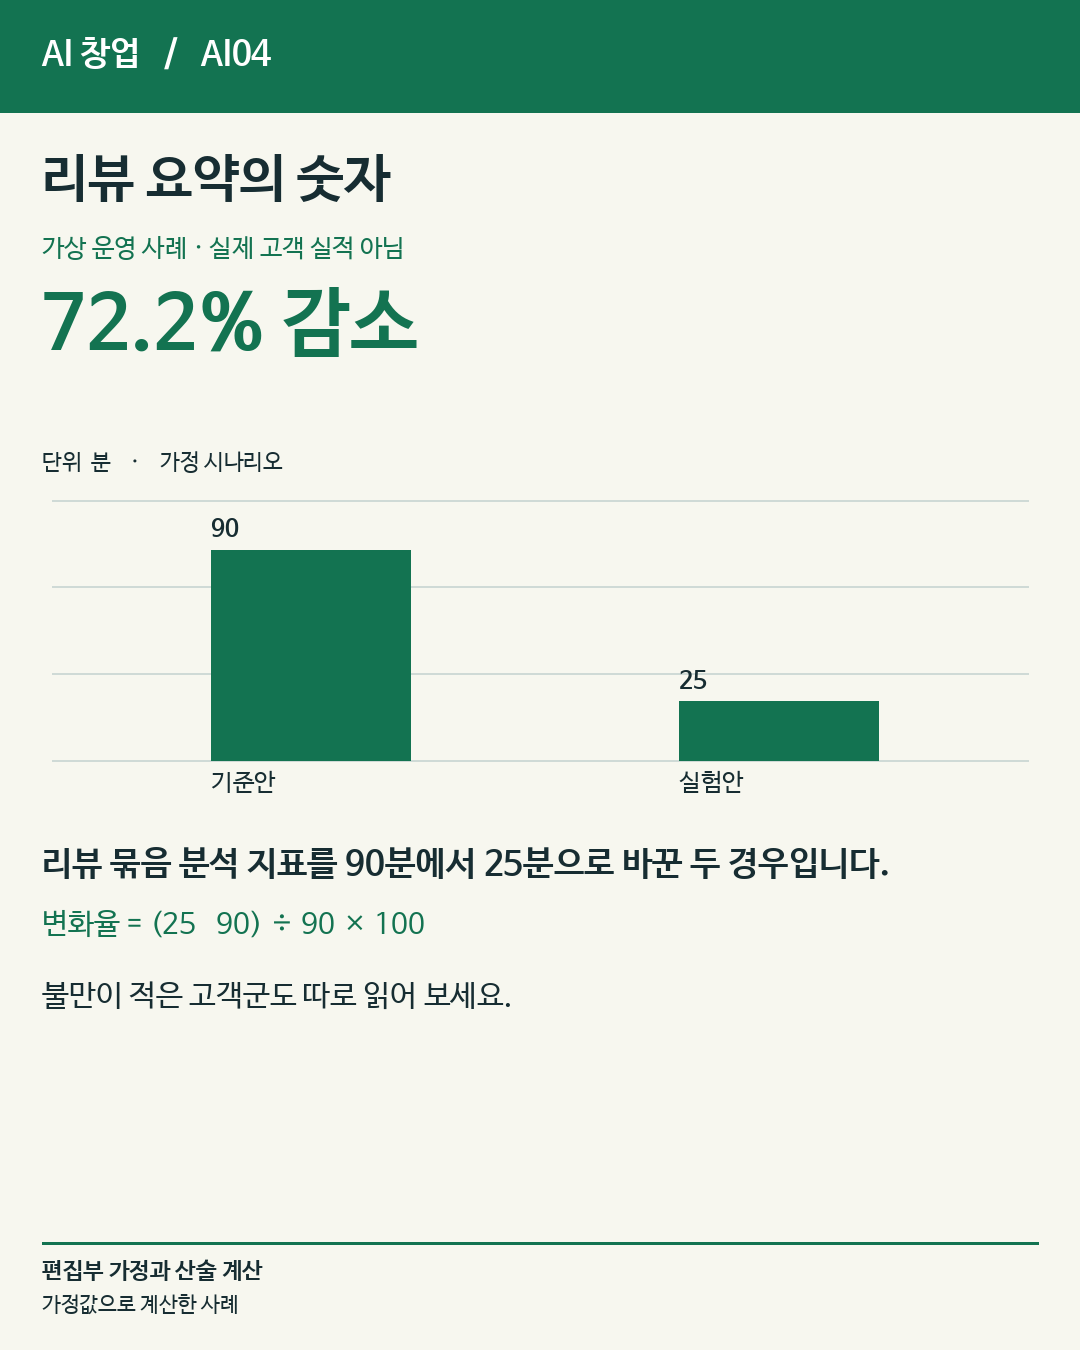 AI 창업 / AI04
리뷰 요약의 숫자
가상 운영 사례 · 실제 고객 실적 아님
72.2% 감소
단위 분 · 가정 시나리오
90
25
기준안
실험안
리뷰 묶음 분석 지표를 90분에서 25분으로 바꾼 두 경우입니다.
변화율 = (25 90) ÷ 90 × 100
불만이 적은 고객군도 따로 읽어 보세요.
편집부 가정과 산술 계산
가정값으로 계산한 사례